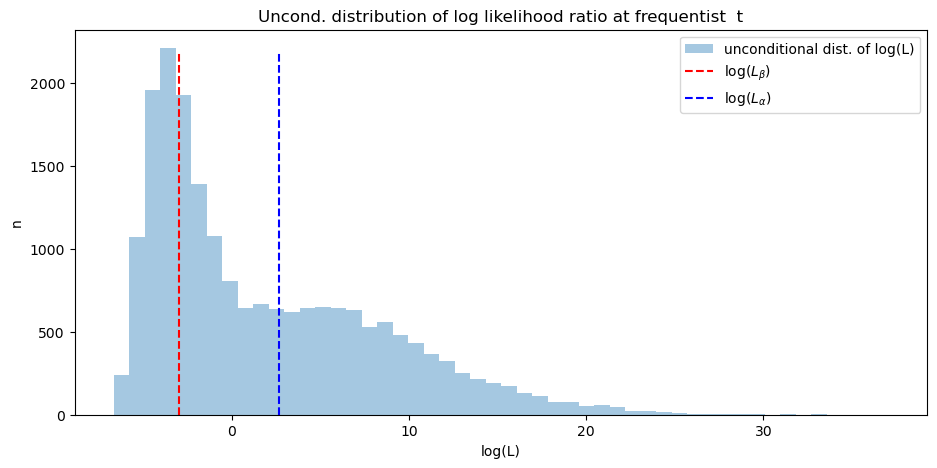 Uncond. distribution of log likelihood ratio at frequentist  t
unconditional dist. of log(L)
log(L_β)
log(L_α)
2000
1500
1000
500
0
n
0 10 20 30
log(L)